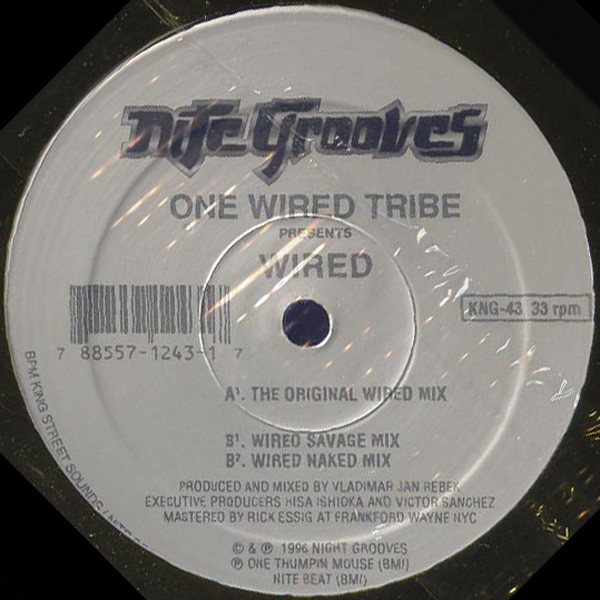 Nite Grooves
ONE WIRED TRIBE
PRESENTS
WIRED
KNG-43 33 rpm
7 88557-1243-1 7
A¹. THE ORIGINAL WIRED MIX
B¹. WIRED SAVAGE MIX
B². WIRED NAKED MIX
PRODUCED AND MIXED BY VLADIMAR JAN REBEK
EXECUTIVE PRODUCERS HISA ISHIOKA AND VICTOR SANCHEZ
MASTERED BY RICK ESSIG AT FRANKFORD WAYNE NYC
© & ℗ 1996 NIGHT GROOVES
℗ ONE THUMPIN MOUSE (BMI)
NITE BEAT (BMI)
BPM KING STREET SOUNDS /